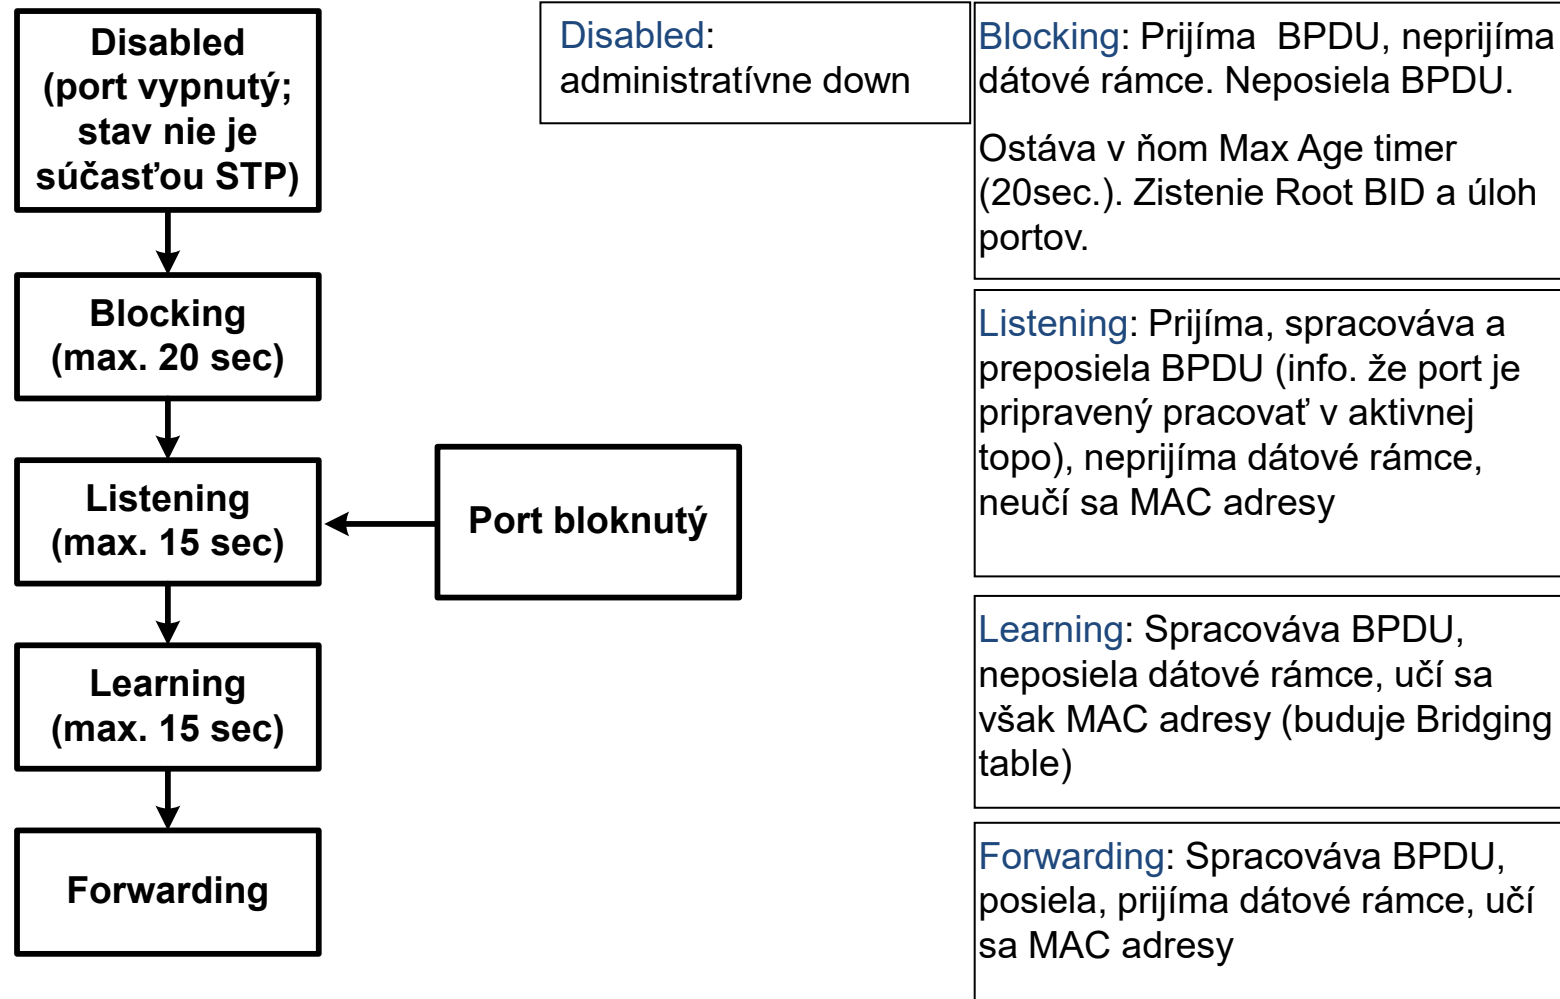 Disabled
(port vypnutý;
stav nie je
súčasťou STP)
Blocking
(max. 20 sec)
Listening
(max. 15 sec)
Port bloknutý
Learning
(max. 15 sec)
Forwarding
Disabled:
administratívne down
Blocking: Prijíma  BPDU, neprijíma
dátové rámce. Neposiela BPDU.
Ostáva v ňom Max Age timer
(20sec.). Zistenie Root BID a úloh
portov.
Listening: Prijíma, spracováva a
preposiela BPDU (info. že port je
pripravený pracovať v aktivnej
topo), neprijíma dátové rámce,
neučí sa MAC adresy
Learning: Spracováva BPDU,
neposiela dátové rámce, učí sa
však MAC adresy (buduje Bridging
table)
Forwarding: Spracováva BPDU,
posiela, prijíma dátové rámce, učí
sa MAC adresy